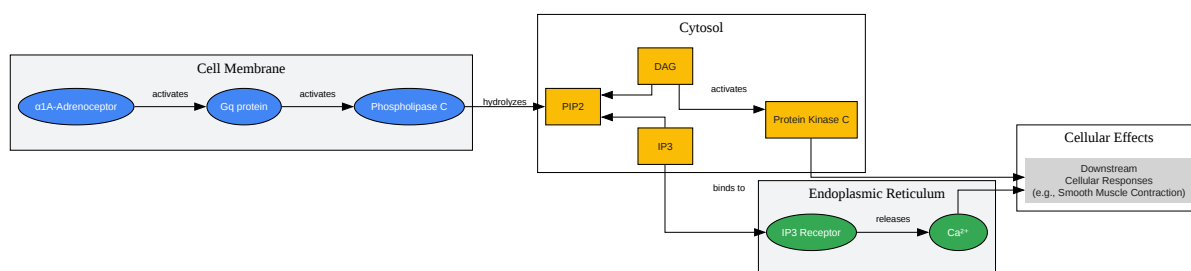 Cell Membrane
α1A-Adrenoceptor
activates
Gq protein
activates
Phospholipase C
hydrolyzes
Cytosol
DAG
PIP2
activates
Protein Kinase C
IP3
binds to
Endoplasmic Reticulum
IP3 Receptor
releases
Ca²⁺
Cellular Effects
Downstream
Cellular Responses
(e.g., Smooth Muscle Contraction)